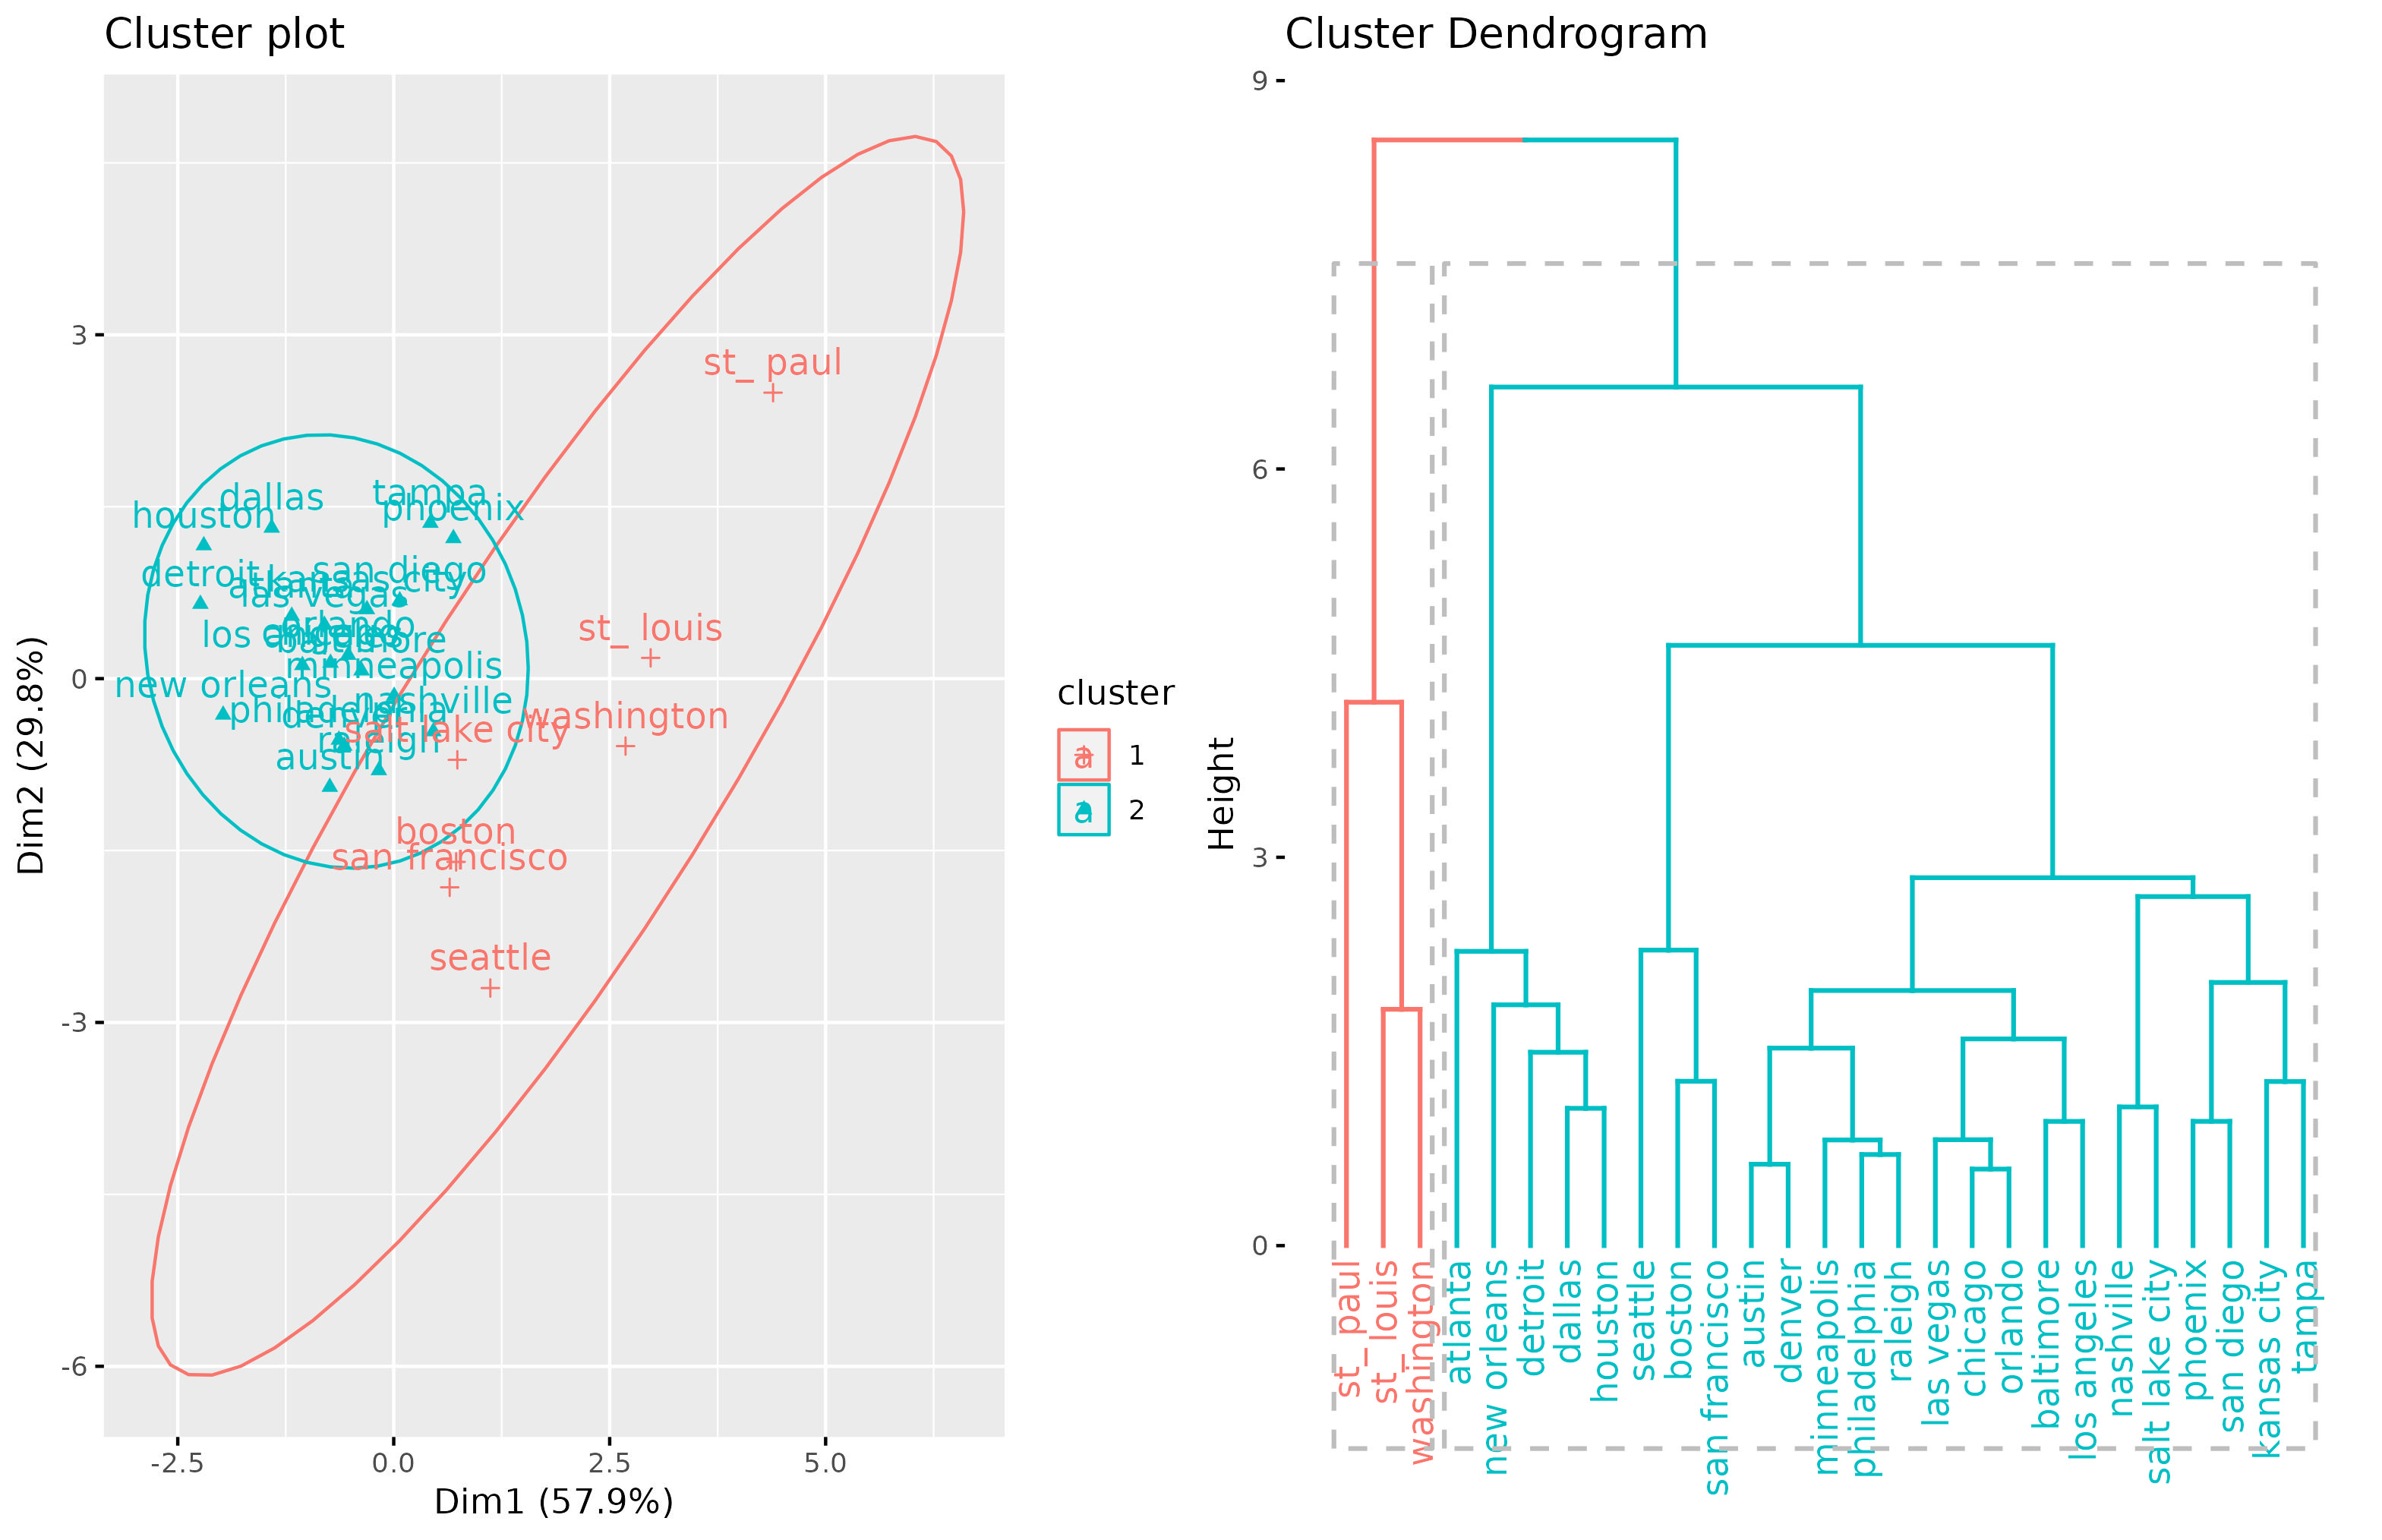 Cluster plot
3
0
-3
-6
-2.5
0.0
2.5
5.0
Dim1 (57.9%)
Dim2 (29.8%)
st_ paul
tampa
dallas
phoenix
houston
san diego
detroit
kansas city
atlanta
las vegas
st_ louis
orlando
los angeles
chicago
baltimore
minneapolis
new orleans
nashville
philadelphia
denver
washington
salt lake city
raleigh
austin
boston
san francisco
seattle
cluster
a 1
a 2
Cluster Dendrogram
9
6
3
0
Height
st_ paul
st_ louis
washington
atlanta
new orleans
detroit
dallas
houston
seattle
boston
san francisco
austin
denver
minneapolis
philadelphia
raleigh
las vegas
chicago
orlando
baltimore
los angeles
nashville
salt lake city
phoenix
san diego
kansas city
tampa